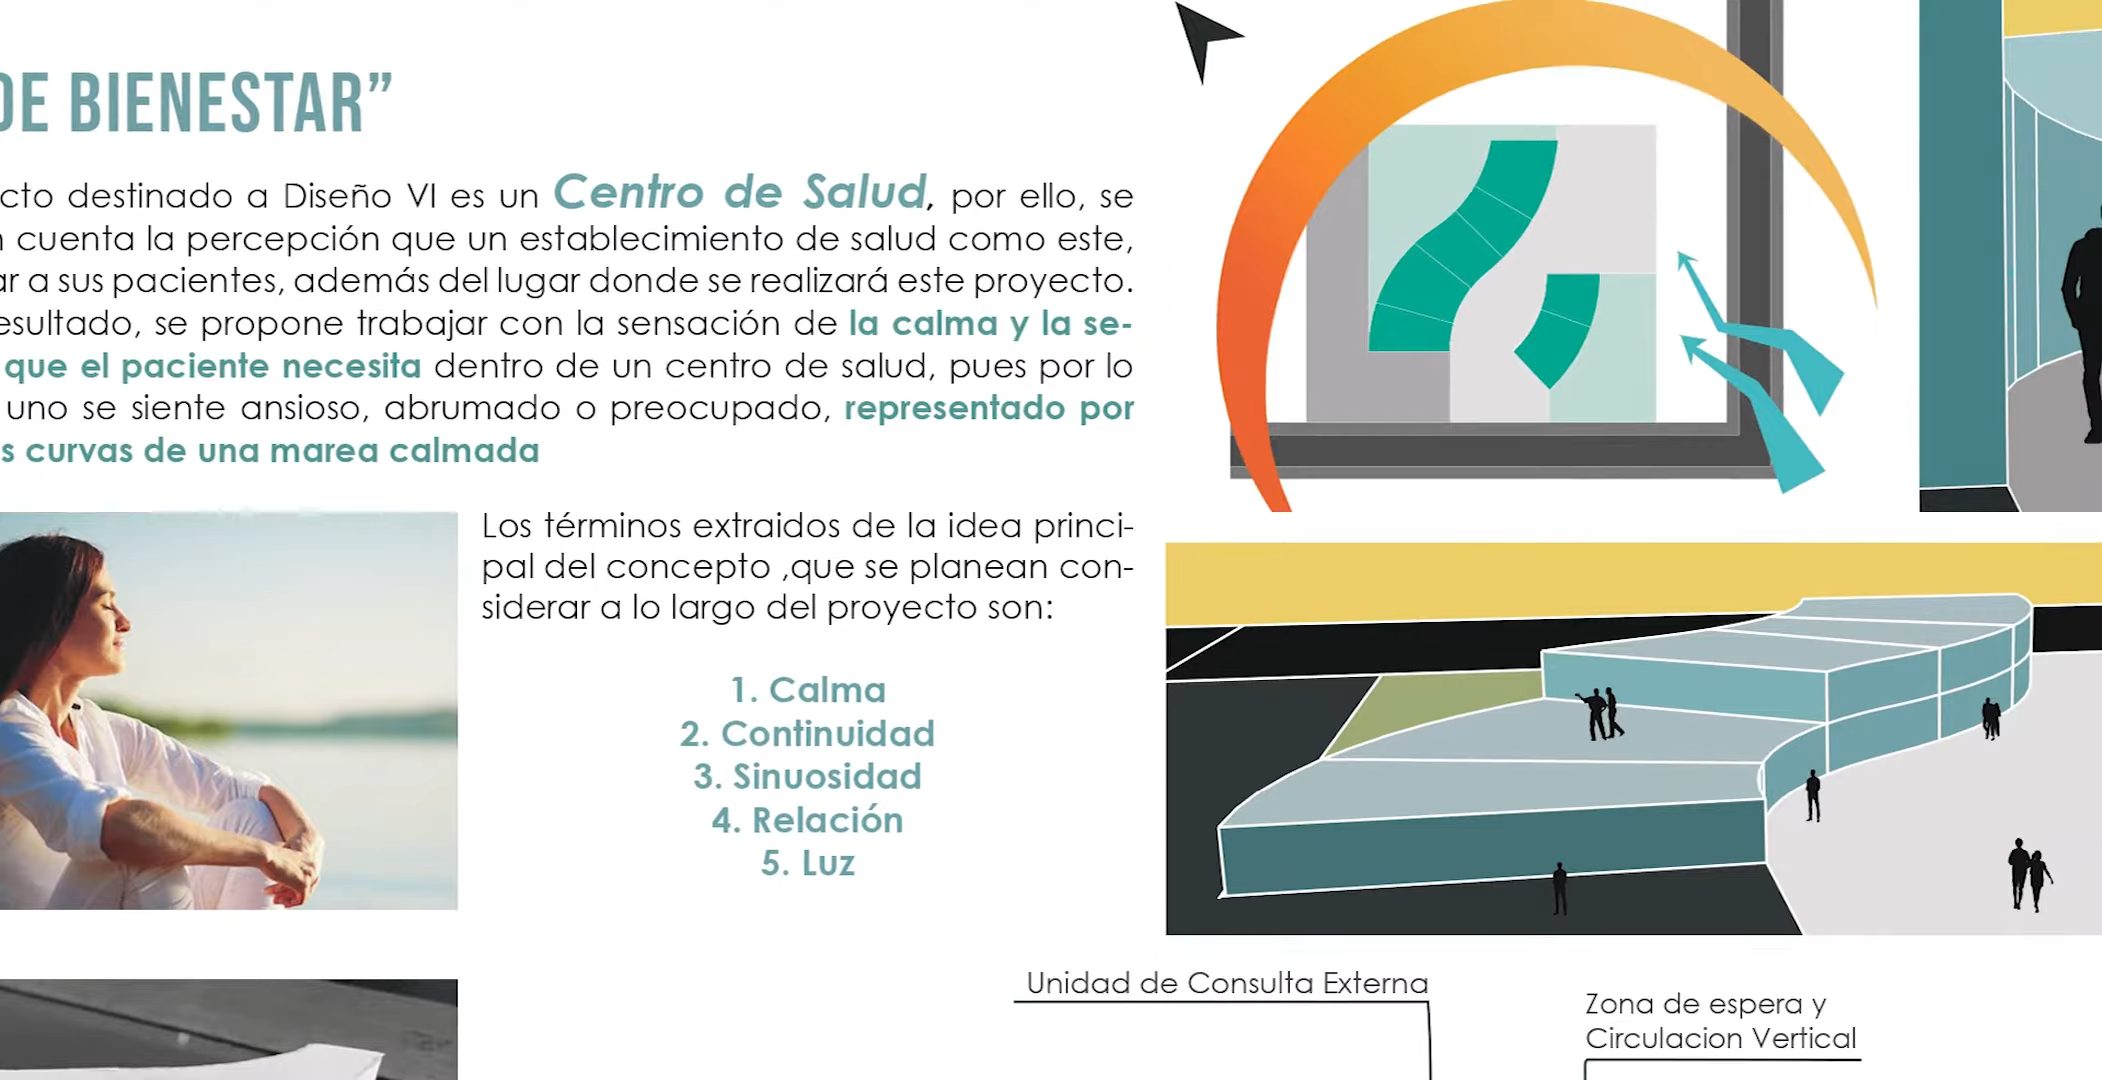 DE BIENESTAR”
cto destinado a Diseño VI es un Centro de Salud, por ello, se
cuenta la percepción que un establecimiento de salud como este,
ar a sus pacientes, además del lugar donde se realizará este proyecto.
esultado, se propone trabajar con la sensación de la calma y la se-
que el paciente necesita dentro de un centro de salud, pues por lo
uno se siente ansioso, abrumado o preocupado, representado por
s curvas de una marea calmada
Los términos extraidos de la idea princi-
pal del concepto ,que se planean con-
siderar a lo largo del proyecto son:
1. Calma
2. Continuidad
3. Sinuosidad
4. Relación
5. Luz
Unidad de Consulta Externa
Zona de espera y
Circulacion Vertical